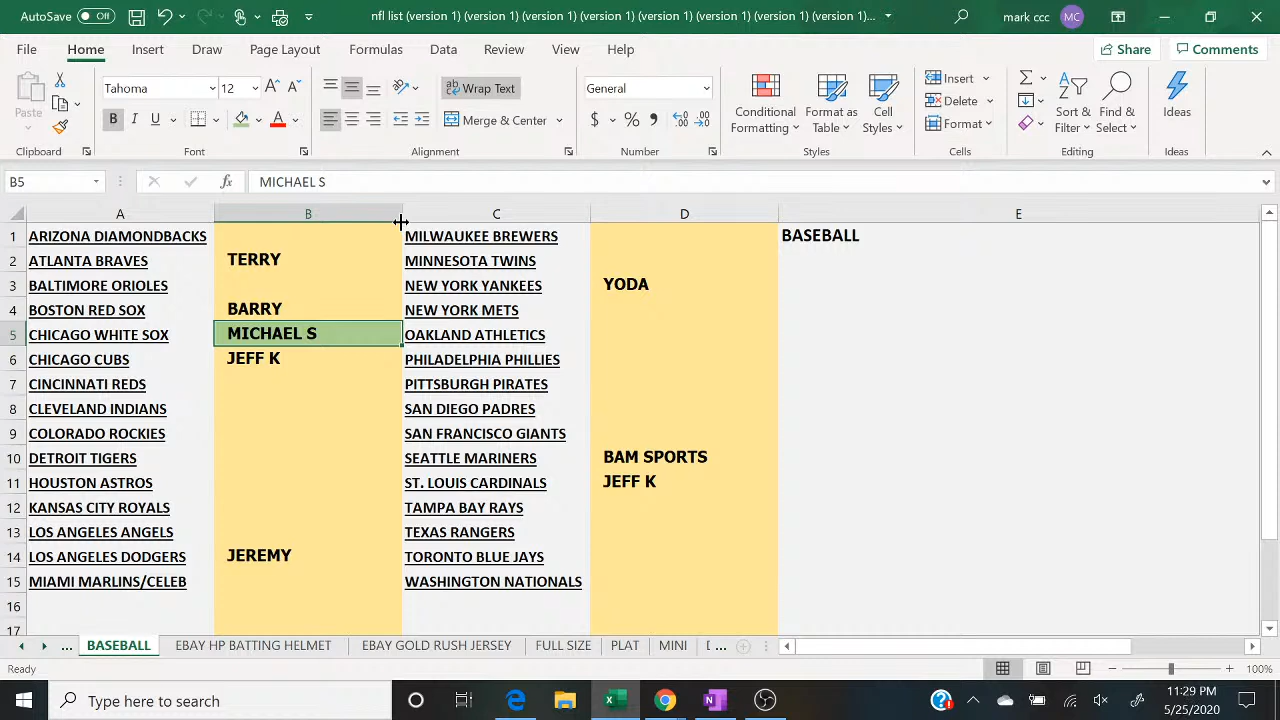 AutoSave Off nfl list (version 1) (version 1) (version 1) (version 1) (version 1) (version 1) (version 1)... mark ccc MC
File Home Insert Draw Page Layout Formulas Data Review View Help Share Comments
Paste Tahoma 12 A A ab Wrap Text General Conditional Formatting Format as Table Cell Styles Insert Delete Format Sort & Filter Find & Select Ideas
B I U A Merge & Center $ % ,
Clipboard Font Alignment Number Styles Cells Editing Ideas
B5 fx MICHAEL S
A B C D E
1 ARIZONA DIAMONDBACKS MILWAUKEE BREWERS BASEBALL
2 ATLANTA BRAVES TERRY MINNESOTA TWINS
3 BALTIMORE ORIOLES NEW YORK YANKEES YODA
4 BOSTON RED SOX BARRY NEW YORK METS
5 CHICAGO WHITE SOX MICHAEL S OAKLAND ATHLETICS
6 CHICAGO CUBS JEFF K PHILADELPHIA PHILLIES
7 CINCINNATI REDS PITTSBURGH PIRATES
8 CLEVELAND INDIANS SAN DIEGO PADRES
9 COLORADO ROCKIES SAN FRANCISCO GIANTS
10 DETROIT TIGERS SEATTLE MARINERS BAM SPORTS
11 HOUSTON ASTROS ST. LOUIS CARDINALS JEFF K
12 KANSAS CITY ROYALS TAMPA BAY RAYS
13 LOS ANGELES ANGELS TEXAS RANGERS
14 LOS ANGELES DODGERS JEREMY TORONTO BLUE JAYS
15 MIAMI MARLINS/CELEB WASHINGTON NATIONALS
16
17
... BASEBALL EBAY HP BATTING HELMET EBAY GOLD RUSH JERSEY FULL SIZE PLAT MINI ...
Ready 100%
Type here to search 11:29 PM
5/25/2020